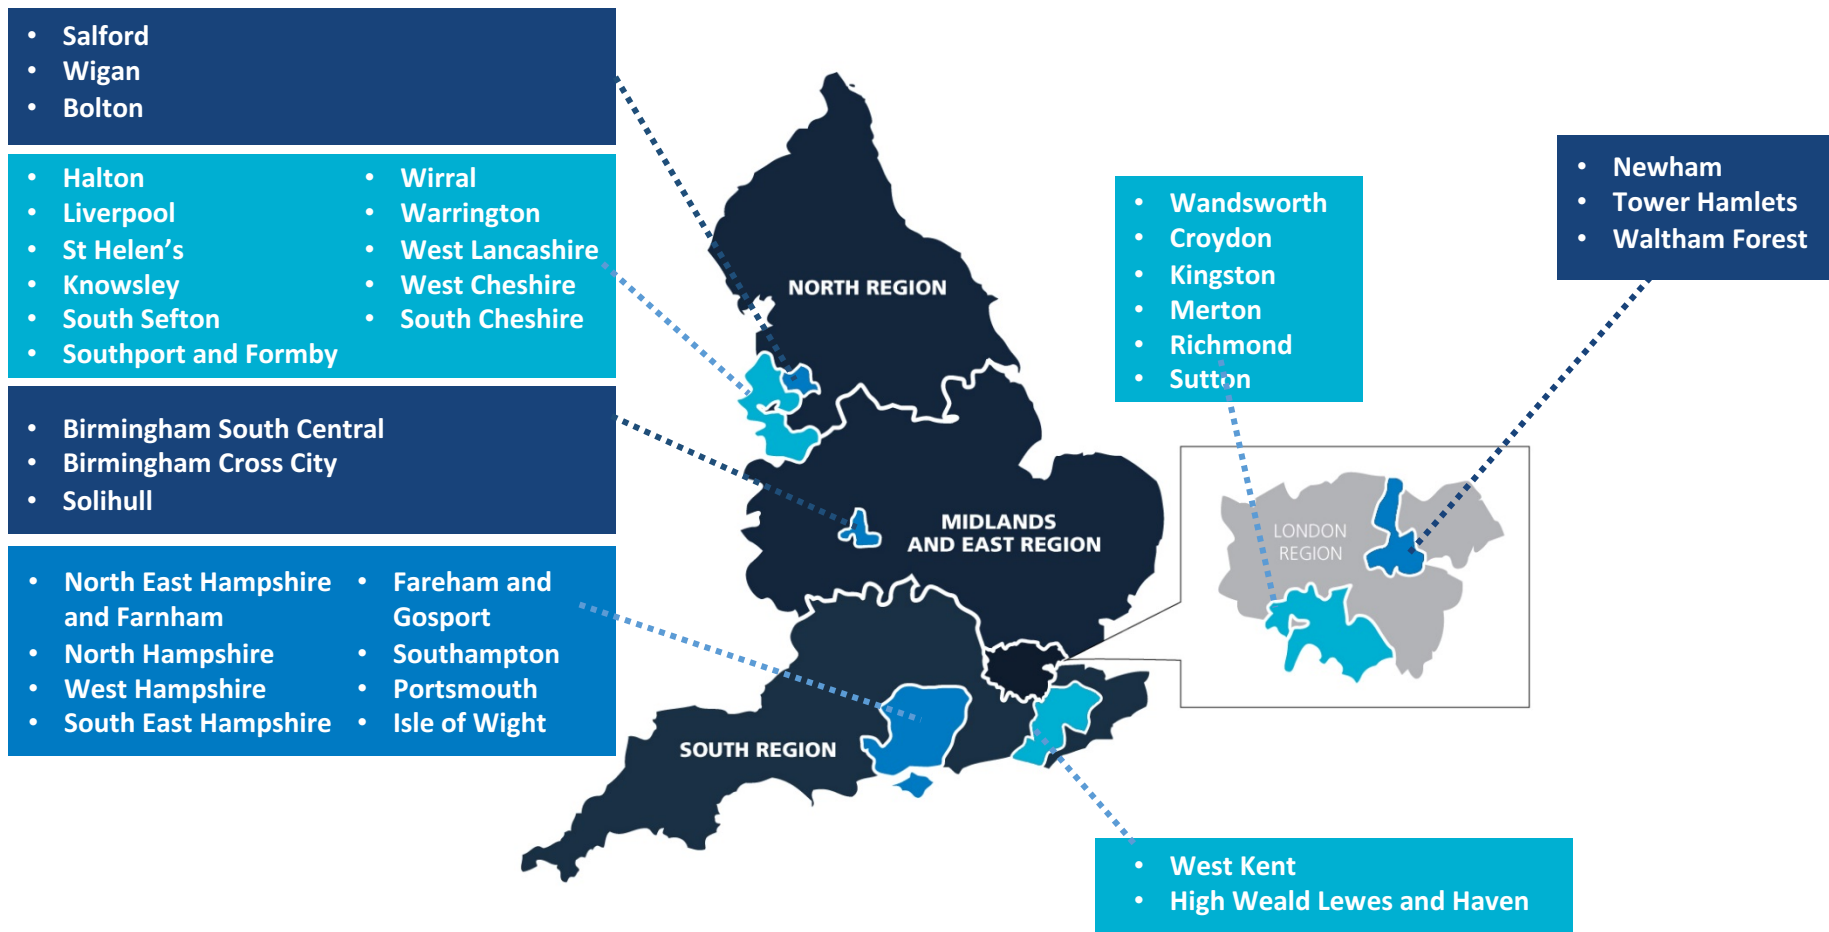 • Salford
• Wigan
• Bolton
• Halton
• Liverpool
• St Helen's
• Knowsley
• South Sefton
• Southport and Formby
• Wirral
• Warrington
• West Lancashire
• West Cheshire
• South Cheshire
• Birmingham South Central
• Birmingham Cross City
• Solihull
• North East Hampshire
and Farnham
• North Hampshire
• West Hampshire
• South East Hampshire
• Fareham and
Gosport
• Southampton
• Portsmouth
• Isle of Wight
NORTH REGION
MIDLANDS
AND EAST REGION
SOUTH REGION
• Wandsworth
• Croydon
• Kingston
• Merton
• Richmond
• Sutton
• Newham
• Tower Hamlets
• Waltham Forest
LONDON
REGION
• West Kent
• High Weald Lewes and Haven